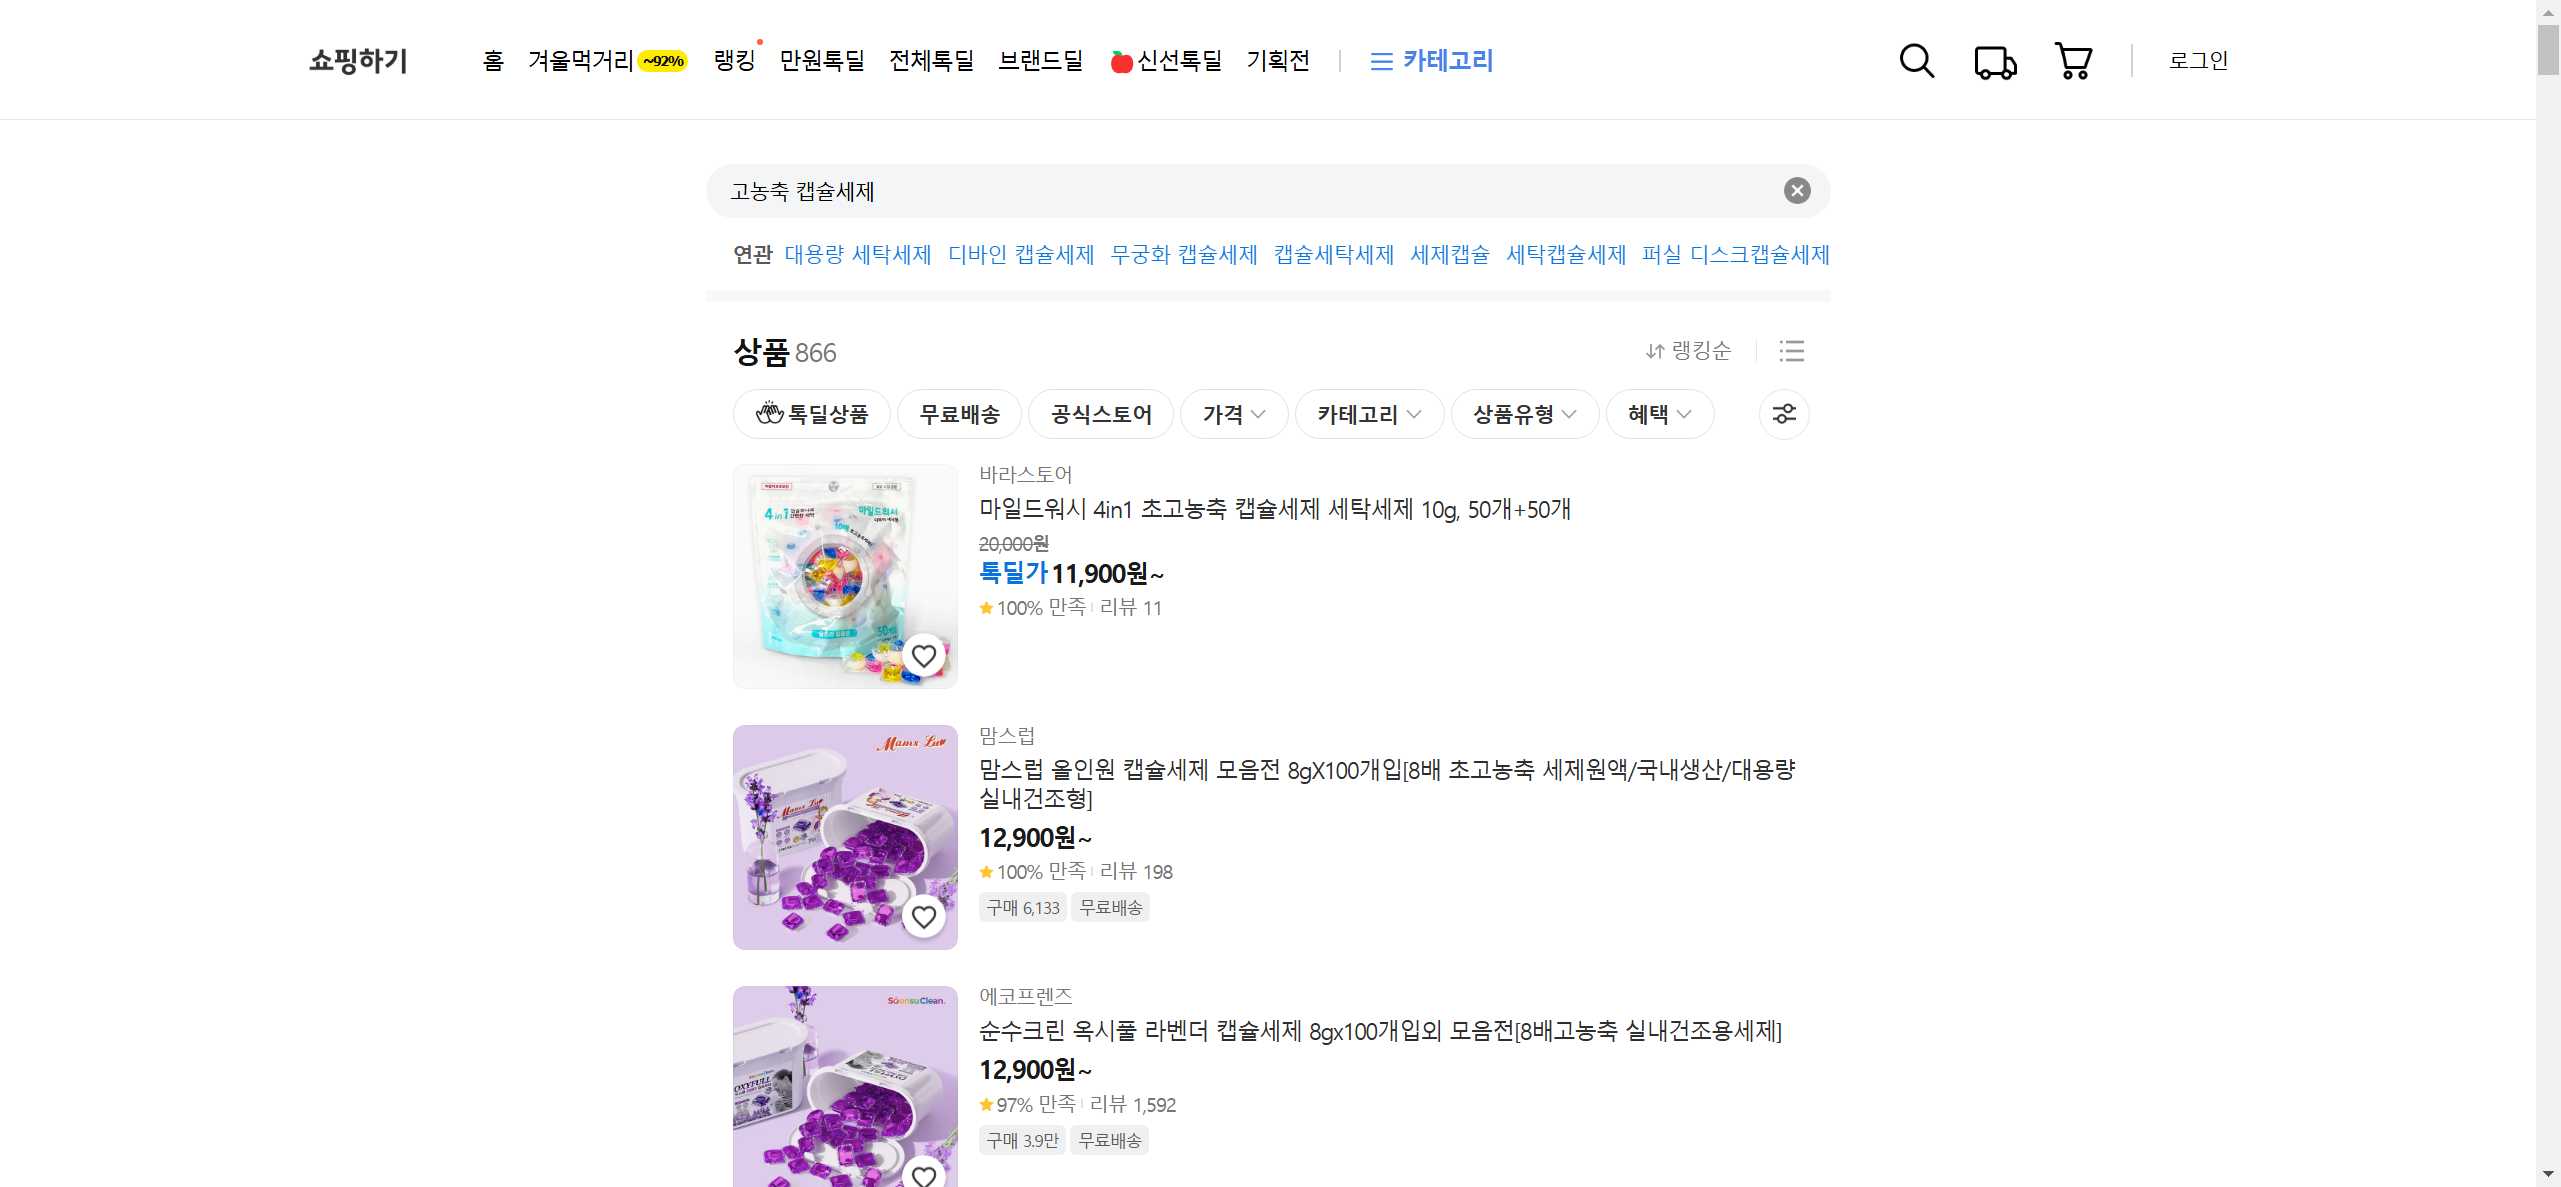 쇼핑하기
홈 겨울먹거리 ~92% 랭킹 만원톡딜 전체톡딜 브랜드딜 신선톡딜 기획전 카테고리
로그인
고농축 캡슐세제
연관 대용량 세탁세제 디바인 캡슐세제 무궁화 캡슐세제 캡슐세탁세제 세제캡슐 세탁캡슐세제 퍼실 디스크캡슐세제
상품 866
랭킹순
톡딜상품 무료배송 공식스토어 가격 카테고리 상품유형 혜택
4in1
마일드워시
바라스토어
마일드워시 4in1 초고농축 캡슐세제 세탁세제 10g, 50개+50개
20,000원
톡딜가 11,900원~
100% 만족 리뷰 11
Mams Luv
맘스럽
맘스럽 올인원 캡슐세제 모음전 8gX100개입[8배 초고농축 세제원액/국내생산/대용량
실내건조형]
12,900원~
100% 만족 리뷰 198
구매 6,133 무료배송
SoonsuClean.
OXYFULL
에코프렌즈
순수크린 옥시풀 라벤더 캡슐세제 8gx100개입외 모음전[8배고농축 실내건조용세제]
12,900원~
97% 만족 리뷰 1,592
구매 3.9만 무료배송